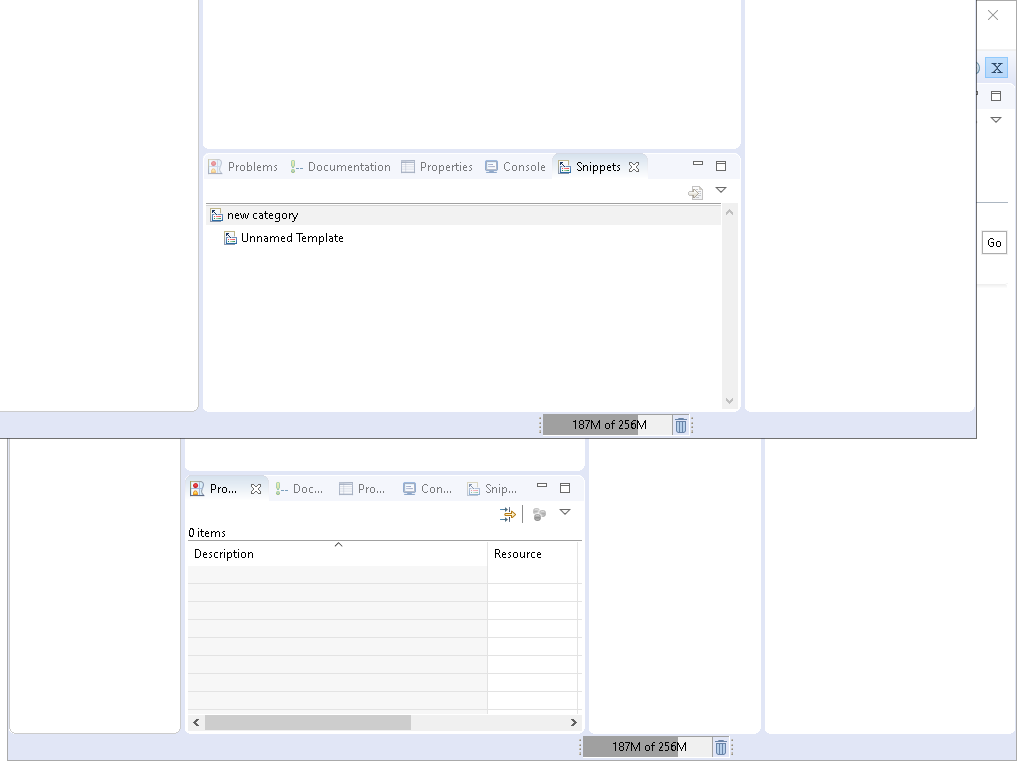 X
Problems Documentation Properties Console Snippets
new category
Unnamed Template
Go
187M of 256M
Pro... Doc... Pro... Con... Snip...
0 items
Description Resource
187M of 256M